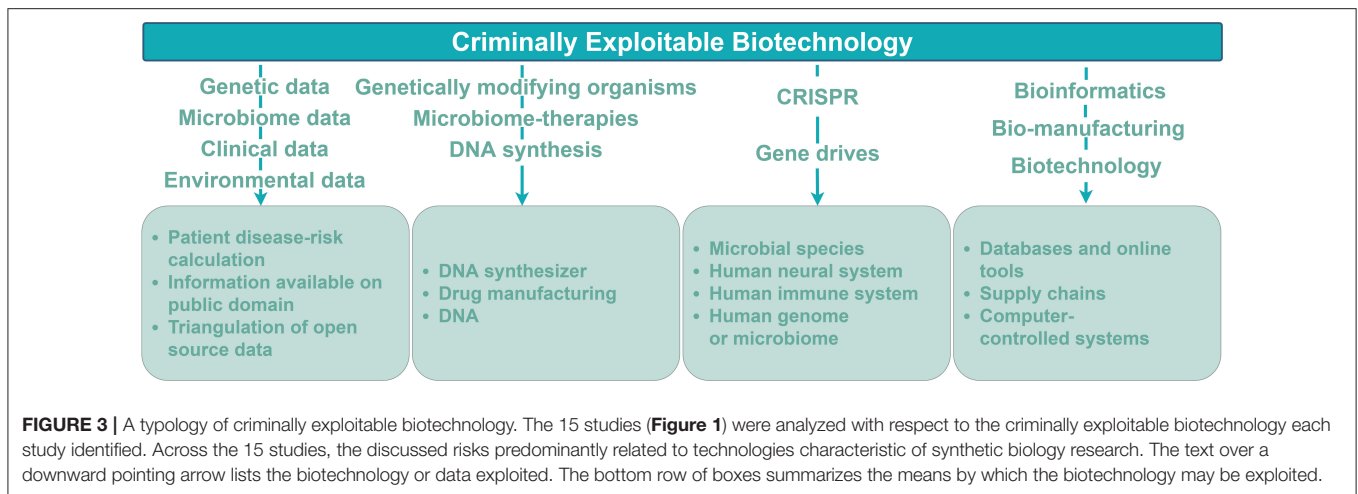 Criminally Exploitable Biotechnology
Genetic data
Microbiome data
Clinical data
Environmental data
Genetically modifying organisms
Microbiome-therapies
DNA synthesis
CRISPR
Gene drives
Bioinformatics
Bio-manufacturing
Biotechnology
• Patient disease-risk
calculation
• Information available on
public domain
• Triangulation of open
source data
• DNA synthesizer
• Drug manufacturing
• DNA
• Microbial species
• Human neural system
• Human immune system
• Human genome
or microbiome
• Databases and online
tools
• Supply chains
• Computer-
controlled systems
FIGURE 3 | A typology of criminally exploitable biotechnology. The 15 studies (Figure 1) were analyzed with respect to the criminally exploitable biotechnology each
study identified. Across the 15 studies, the discussed risks predominantly related to technologies characteristic of synthetic biology research. The text over a
downward pointing arrow lists the biotechnology or data exploited. The bottom row of boxes summarizes the means by which the biotechnology may be exploited.